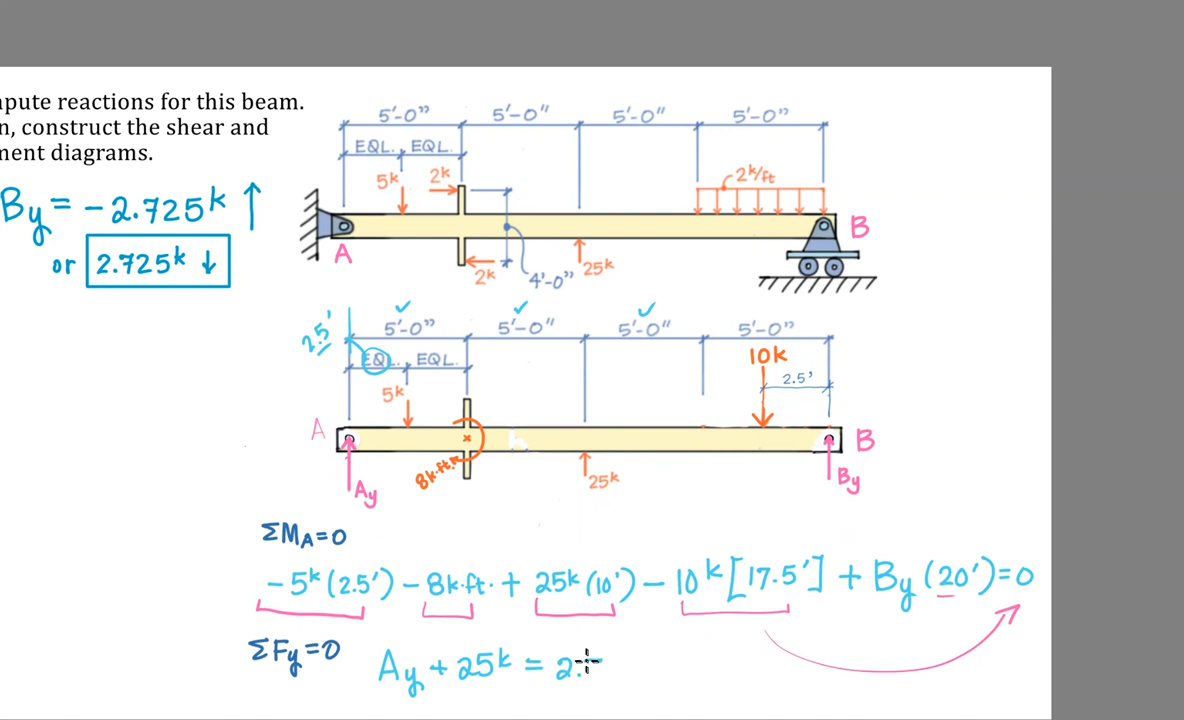 pute reactions for this beam.
n, construct the shear and
ment diagrams.
By = -2.725k ↑
or 2.725k ↓
5'-0" 5'-0" 5'-0" 5'-0"
EQL. EQL.
5k 2k 2k/ft
A B
2k 4'-0" 25k
2.5' 5'-0" 5'-0" 5'-0" 5'-0"
EQL. EQL. 10k
5k 2.5'
A B
8k·ft.
Ay 25k By
ΣMA=0
-5k(2.5') - 8k·ft. + 25k(10') - 10k[17.5'] + By(20')=0
ΣFy=0 Ay + 25k = 2.